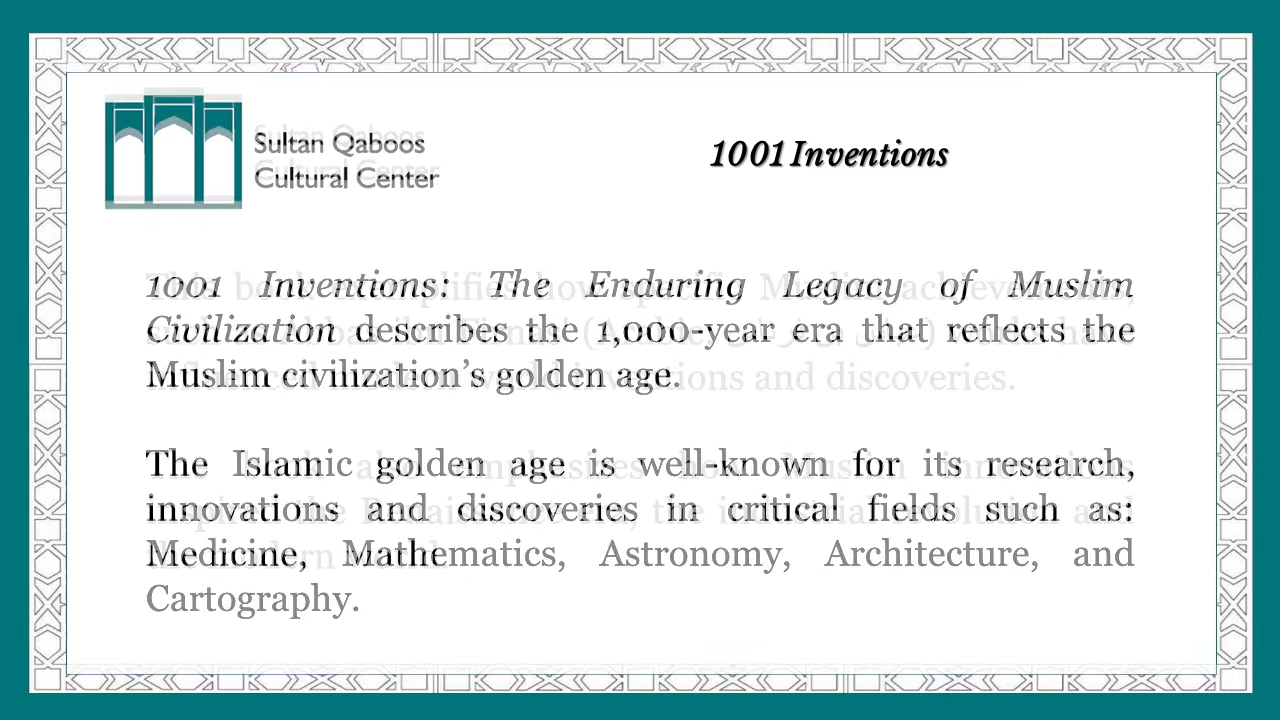 Sultan Qaboos
Cultural Center
1001 Inventions
1001 Inventions: The Enduring Legacy of Muslim
Civilization describes the 1,000-year era that reflects the
Muslim civilization’s golden age.
The Islamic golden age is well-known for its research,
innovations and discoveries in critical fields such as:
Medicine, Mathematics, Astronomy, Architecture, and
Cartography.